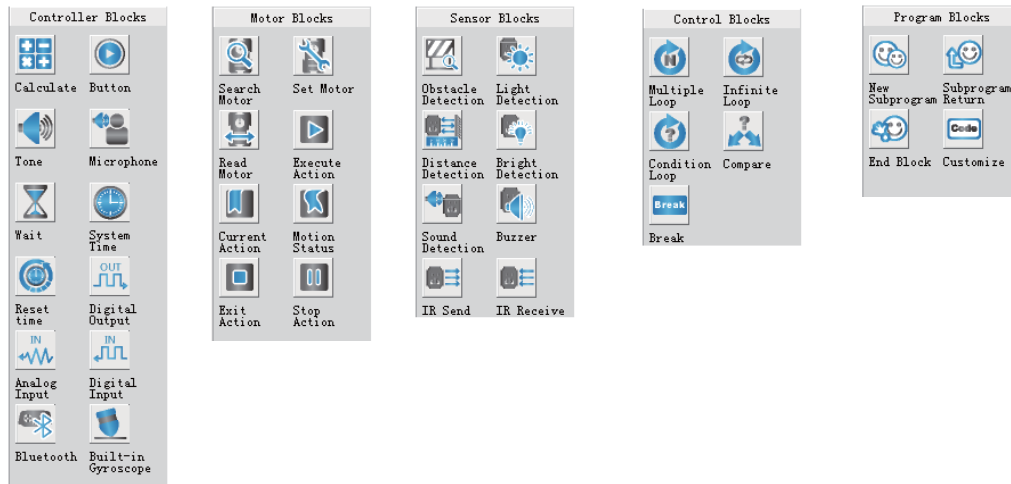 Controller Blocks
Calculate
Button
Tone
Microphone
Wait
System
Time
Reset
time
OUT
Digital
Output
IN
Analog
Input
IN
Digital
Input
Bluetooth
Built-in
Gyroscope
Motor Blocks
Search
Motor
Set Motor
Read
Motor
Execute
Action
Current
Action
Motion
Status
Exit
Action
Stop
Action
Sensor Blocks
Obstacle
Detection
Light
Detection
Distance
Detection
Bright
Detection
Sound
Detection
Buzzer
IR Send
IR Receive
Control Blocks
N
Multiple
Loop
Infinite
Loop
?
Condition
Loop
?
Compare
Break
Break
Program Blocks
New
Subprogram
Subprogram
Return
End Block
Code
Customize